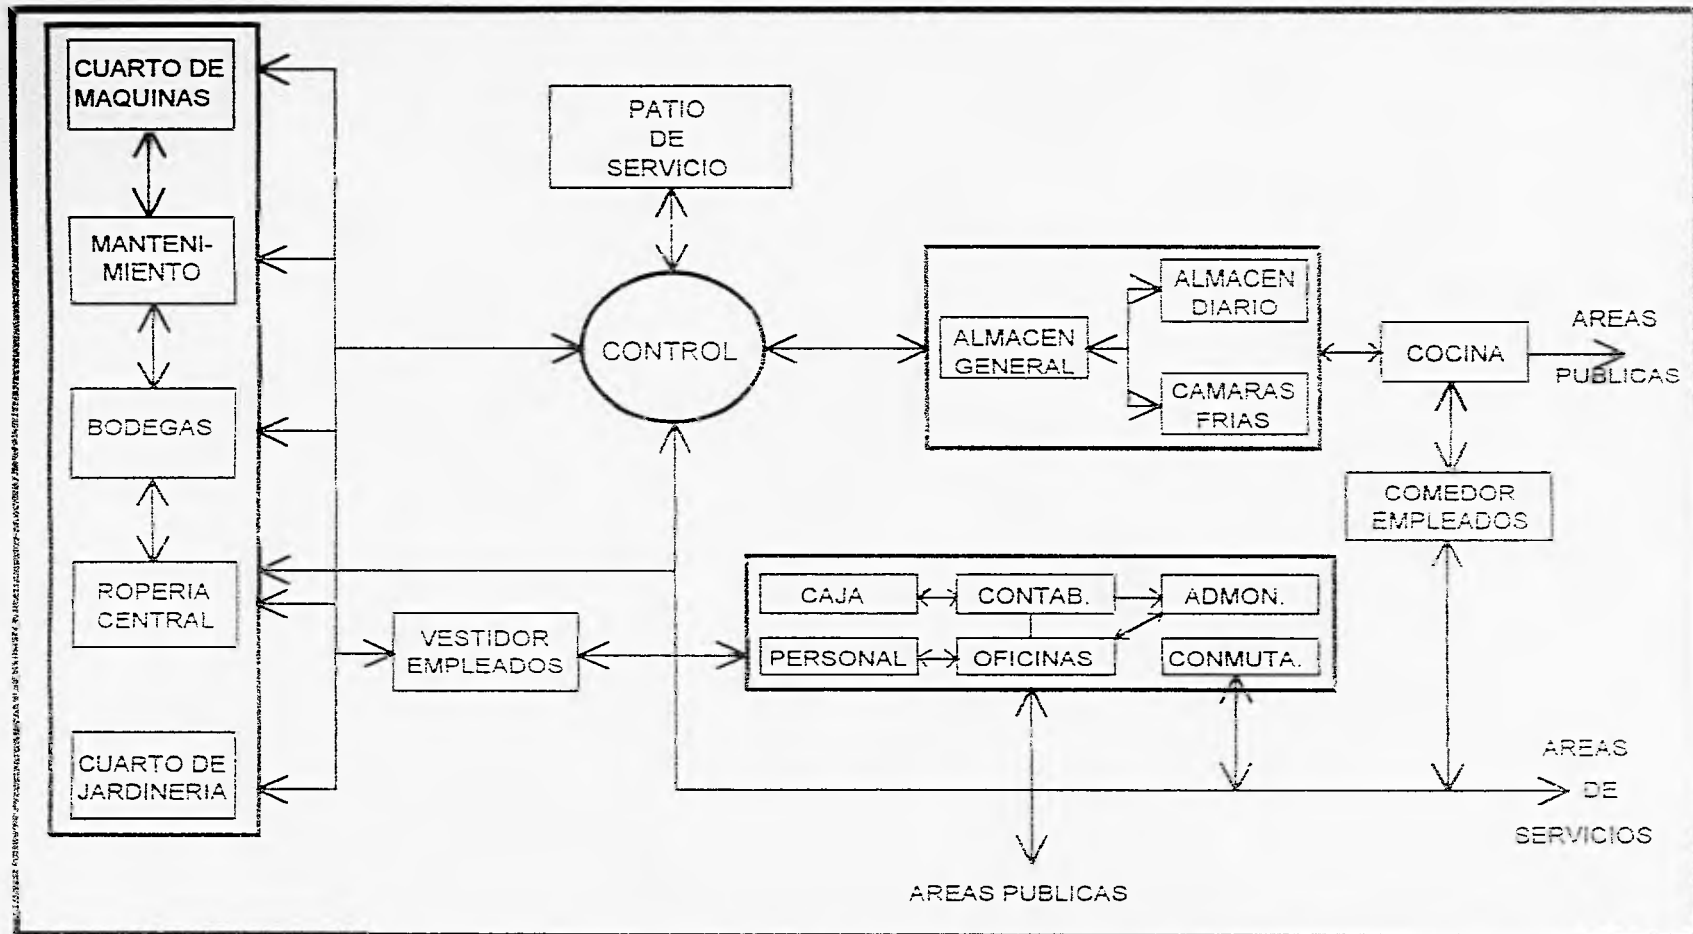 CUARTO DE
MAQUINAS
MANTENI-
MIENTO
BODEGAS
ROPERIA
CENTRAL
CUARTO DE
JARDINERIA
PATIO
DE
SERVICIO
CONTROL
VESTIDOR
EMPLEADOS
ALMACEN
GENERAL
ALMACEN
DIARIO
CAMARAS
FRIAS
COCINA
AREAS
PUBLICAS
COMEDOR
EMPLEADOS
CAJA
CONTAB.
ADMON.
PERSONAL
OFICINAS
CONMUTA.
AREAS
DE
SERVICIOS
AREAS PUBLICAS